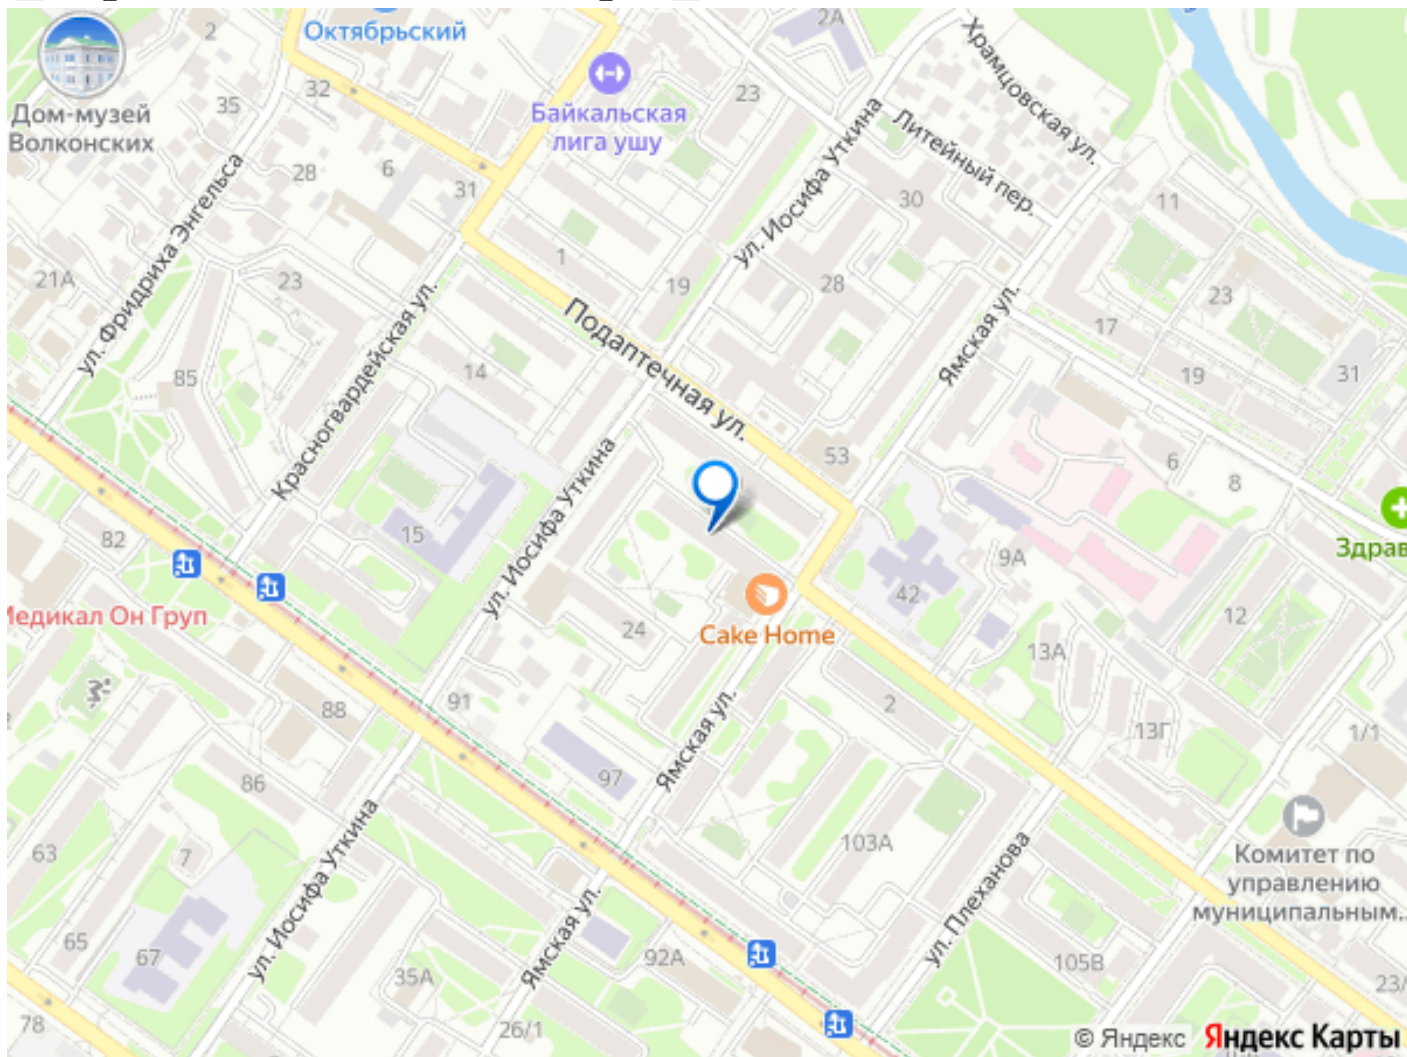 2
Октябрьский
2А
Храмцовская ул.
Дом-музей
Волконских
35
32
Байкальская
лига ушу
23
ул. Иосифа Уткина
Литейный пер.
28
6
31
30
11
ул. Фридриха Энгельса
21А
23
1
19
28
23
Подаптечная ул.
17
Ямская ул.
85
Красногвардейская ул.
14
19
31
53
6
8
82
15
ул. Иосифа Уткина
9А
Здрав
42
Медикал Он Груп
24
Cake Home
12
13А
91
88
2
13Г
1/1
Ямская ул.
97
86
63
7
ул. Иосифа Уткина
103А
ул. Плеханова
Комитет по
управлению
муниципальным...
65
67
35А
Ямская ул.
92А
105В
23/
78
26/1
© Яндекс Яндекс Карты